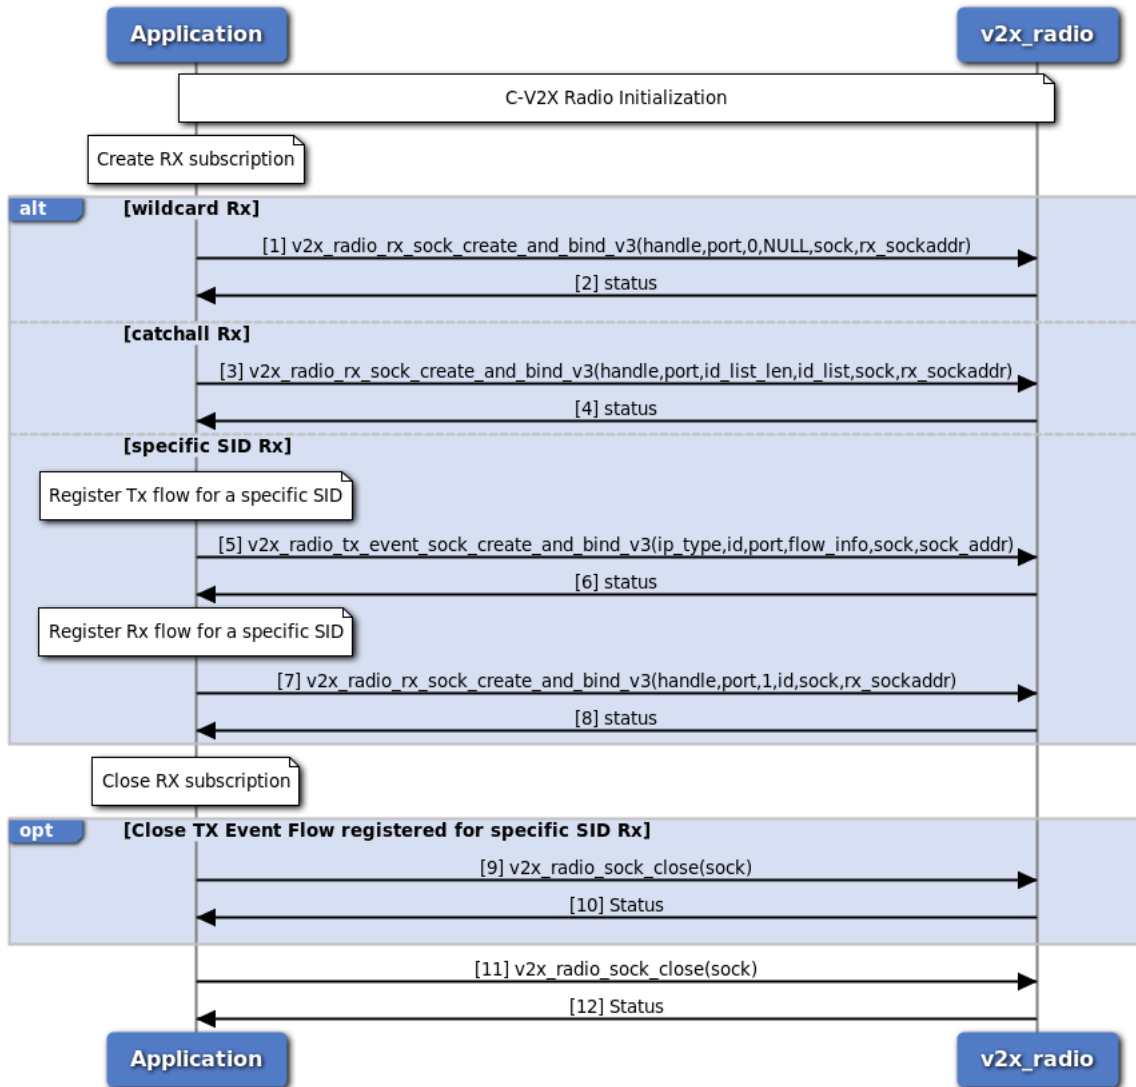 Application
v2x_radio
C-V2X Radio Initialization
Create RX subscription
alt
[wildcard Rx]
[1] v2x_radio_rx_sock_create_and_bind_v3(handle,port,0,NULL,sock,rx_sockaddr)
[2] status
[catchall Rx]
[3] v2x_radio_rx_sock_create_and_bind_v3(handle,port,id_list_len,id_list,sock,rx_sockaddr)
[4] status
[specific SID Rx]
Register Tx flow for a specific SID
[5] v2x_radio_tx_event_sock_create_and_bind_v3(ip_type,id,port,flow_info,sock,sock_addr)
[6] status
Register Rx flow for a specific SID
[7] v2x_radio_rx_sock_create_and_bind_v3(handle,port,1,id,sock,rx_sockaddr)
[8] status
Close RX subscription
opt
[Close TX Event Flow registered for specific SID Rx]
[9] v2x_radio_sock_close(sock)
[10] Status
[11] v2x_radio_sock_close(sock)
[12] Status
Application
v2x_radio